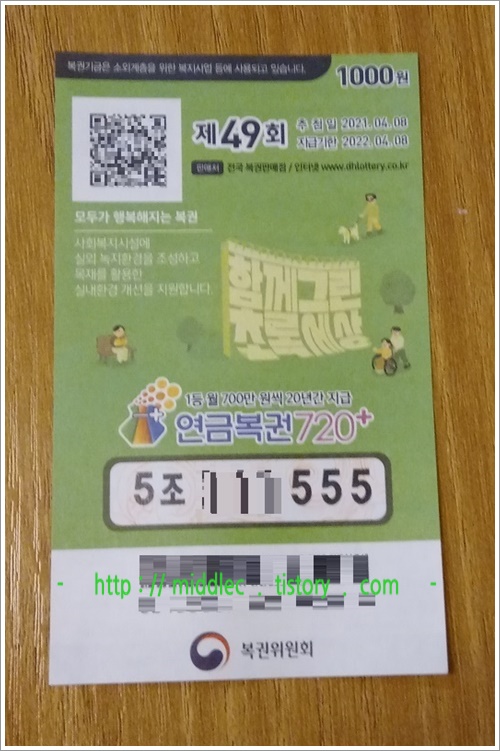 복권기금은 소외계층을 위한 복지사업 등에 사용되고 있습니다.
1000원
제49회
추 첨 일 2021. 04. 08
지급기한 2022. 04. 08
판매처 전국 복권판매점 / 인터넷 www.dhlottery.co.kr
모두가 행복해지는 복권
사회복지시설에
실외 녹지환경을 조성하고
목재를 활용한
실내환경 개선을 지원합니다.
함께그린
초록세상
1등 월 700만 원씩 20년간 지급
연금복권720+
5조 555
- http://middlec.tistory.com -
복권위원회